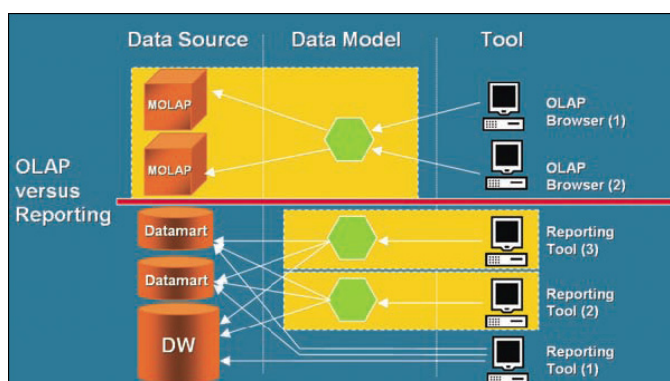 Data Source
Data Model
Tool
MOLAP
OLAP
Browser (1)
MOLAP
OLAP
Browser (2)
OLAP
versus
Reporting
Datamart
Reporting
Tool (3)
Datamart
Reporting
Tool (2)
DW
Reporting
Tool (1)